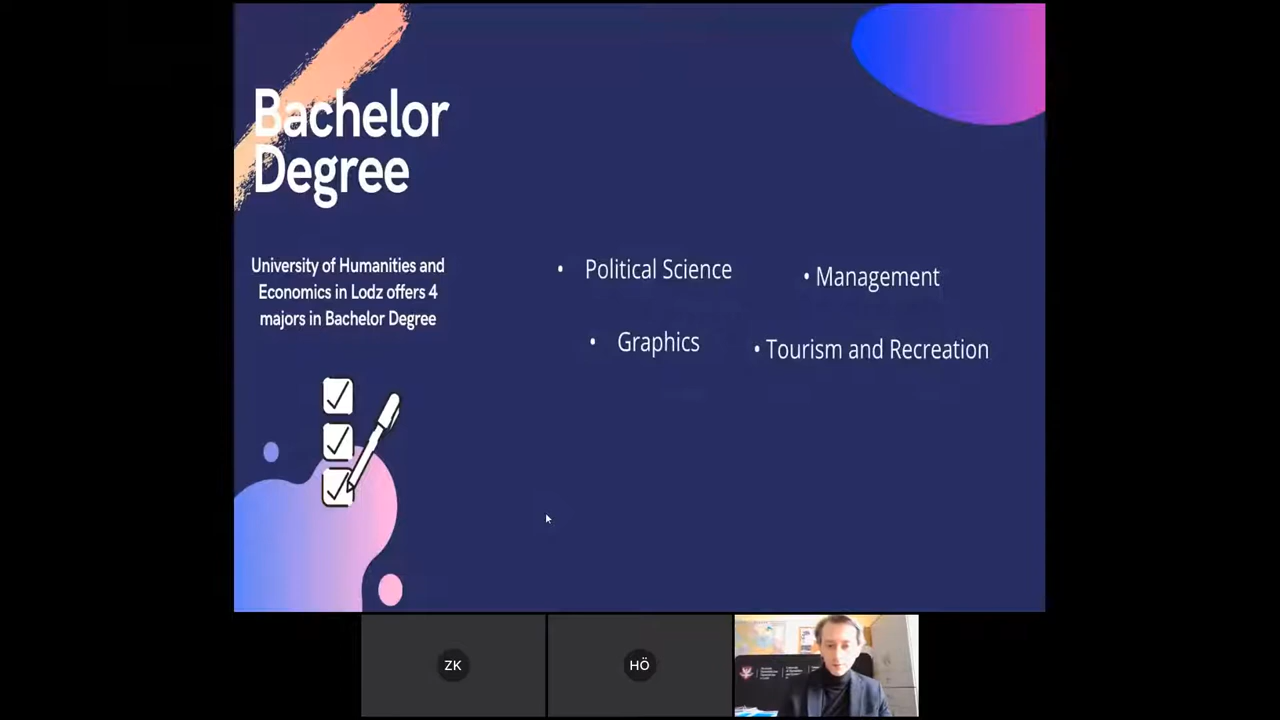 Bachelor
Degree
University of Humanities and
Economics in Lodz offers 4
majors in Bachelor Degree
• Political Science
• Management
• Graphics
• Tourism and Recreation
ZK
HÖ